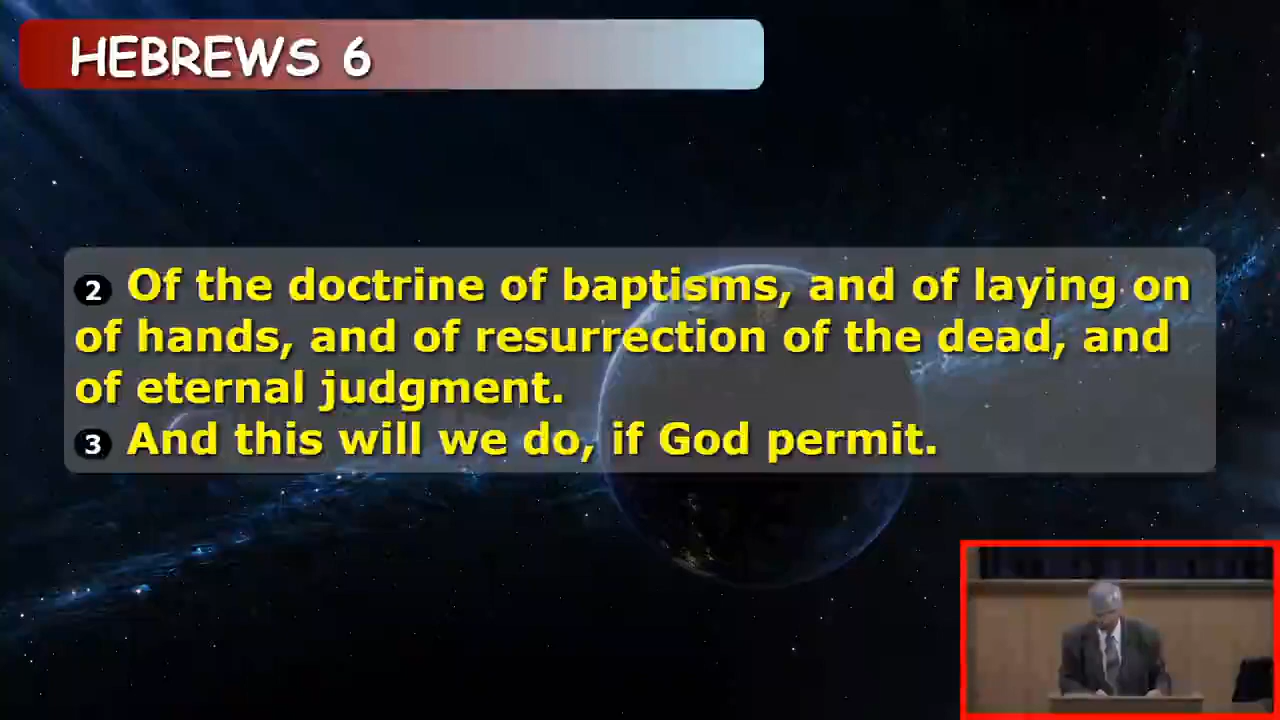 HEBREWS 6
2 Of the doctrine of baptisms, and of laying on
of hands, and of resurrection of the dead, and
of eternal judgment.
3 And this will we do, if God permit.